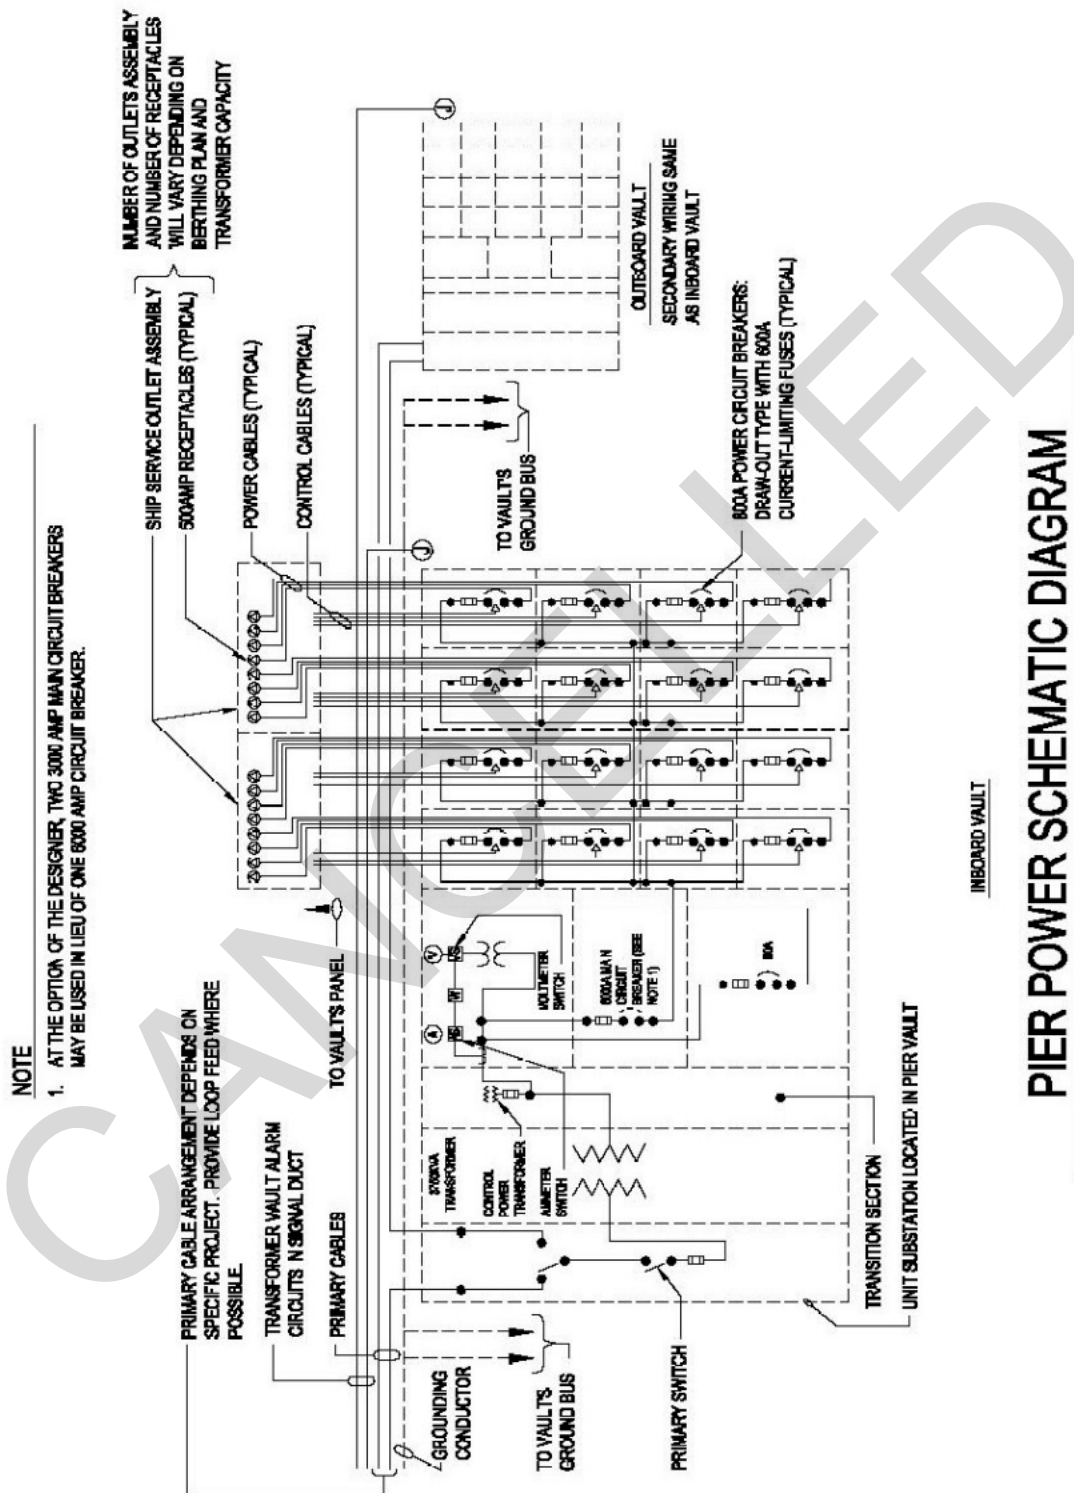 NOTE
1. AT THE OPTION OF THE DESIGNER, TWO 3000 AMP MAIN CIRCUIT BREAKERS
MAY BE USED IN LIEU OF ONE 6000 AMP CIRCUIT BREAKER.
NUMBER OF OUTLETS ASSEMBLY
AND NUMBER OF RECEPTACLES
WILL VARY DEPENDING ON
BERTHING PLAN AND
TRANSFORMER CAPACITY
SHIP SERVICE OUTLET ASSEMBLY
500AMP RECEPTACLES (TYPICAL)
POWER CABLES (TYPICAL)
CONTROL CABLES (TYPICAL)
PRIMARY CABLE ARRANGEMENT DEPENDS ON
SPECIFIC PROJECT. PROVIDE LOOP FEED WHERE
POSSIBLE.
TRANSFORMER VAULT ALARM
CIRCUITS N SIGNAL DUCT
PRIMARY CABLES
TO VAULT'S PANEL
GROUNDING
CONDUCTOR
TO VAULT'S
GROUND BUS
PRIMARY SWITCH
3750KVA
TRANSFORMER
CONTROL
POWER
TRANSFORMER
AMMETER
SWITCH
A
AS
W
V
VS
VOLTMETER
SWITCH
6000A MA N
CIRCUIT
BREAKER (SEE
NOTE 1)
80A
J
TO VAULT'S
GROUND BUS
J
OUTBOARD VAULT
SECONDARY WIRING SAME
AS INBOARD VAULT
800A POWER CIRCUIT BREAKERS:
DRAW-OUT TYPE WITH 600A
CURRENT-LIMITING FUSES (TYPICAL)
TRANSITION SECTION
UNIT SUBSTATION LOCATED IN PIER VAULT
INBOARD VAULT
PIER POWER SCHEMATIC DIAGRAM
CANCELLED